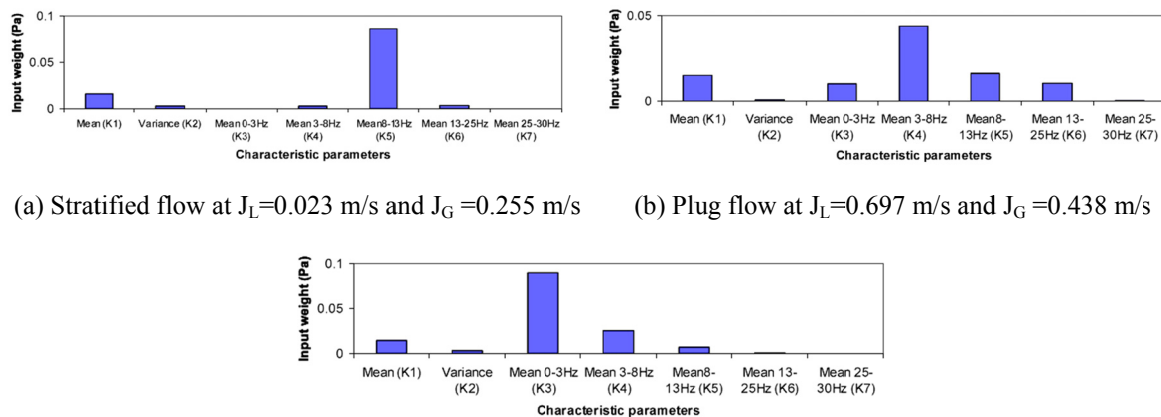 Input weight (Pa)
0.1
0.05
0
Mean (K1) Variance (K2) Mean 0-3Hz (K3) Mean 3-8Hz (K4) Mean8-13Hz (K5) Mean 13-25Hz (K6) Mean 25-30Hz (K7)
Characteristic parameters
Input weight (Pa)
0.05
0
Mean (K1) Variance (K2) Mean 0-3Hz (K3) Mean 3-8Hz (K4) Mean8-13Hz (K5) Mean 13-25Hz (K6) Mean 25-30Hz (K7)
Characteristic parameters
(a) Stratified flow at JL=0.023 m/s and JG =0.255 m/s
(b) Plug flow at JL=0.697 m/s and JG =0.438 m/s
Input weight (Pa)
0.1
0.05
0
Mean (K1) Variance (K2) Mean 0-3Hz (K3) Mean 3-8Hz (K4) Mean8-13Hz (K5) Mean 13-25Hz (K6) Mean 25-30Hz (K7)
Characteristic parameters